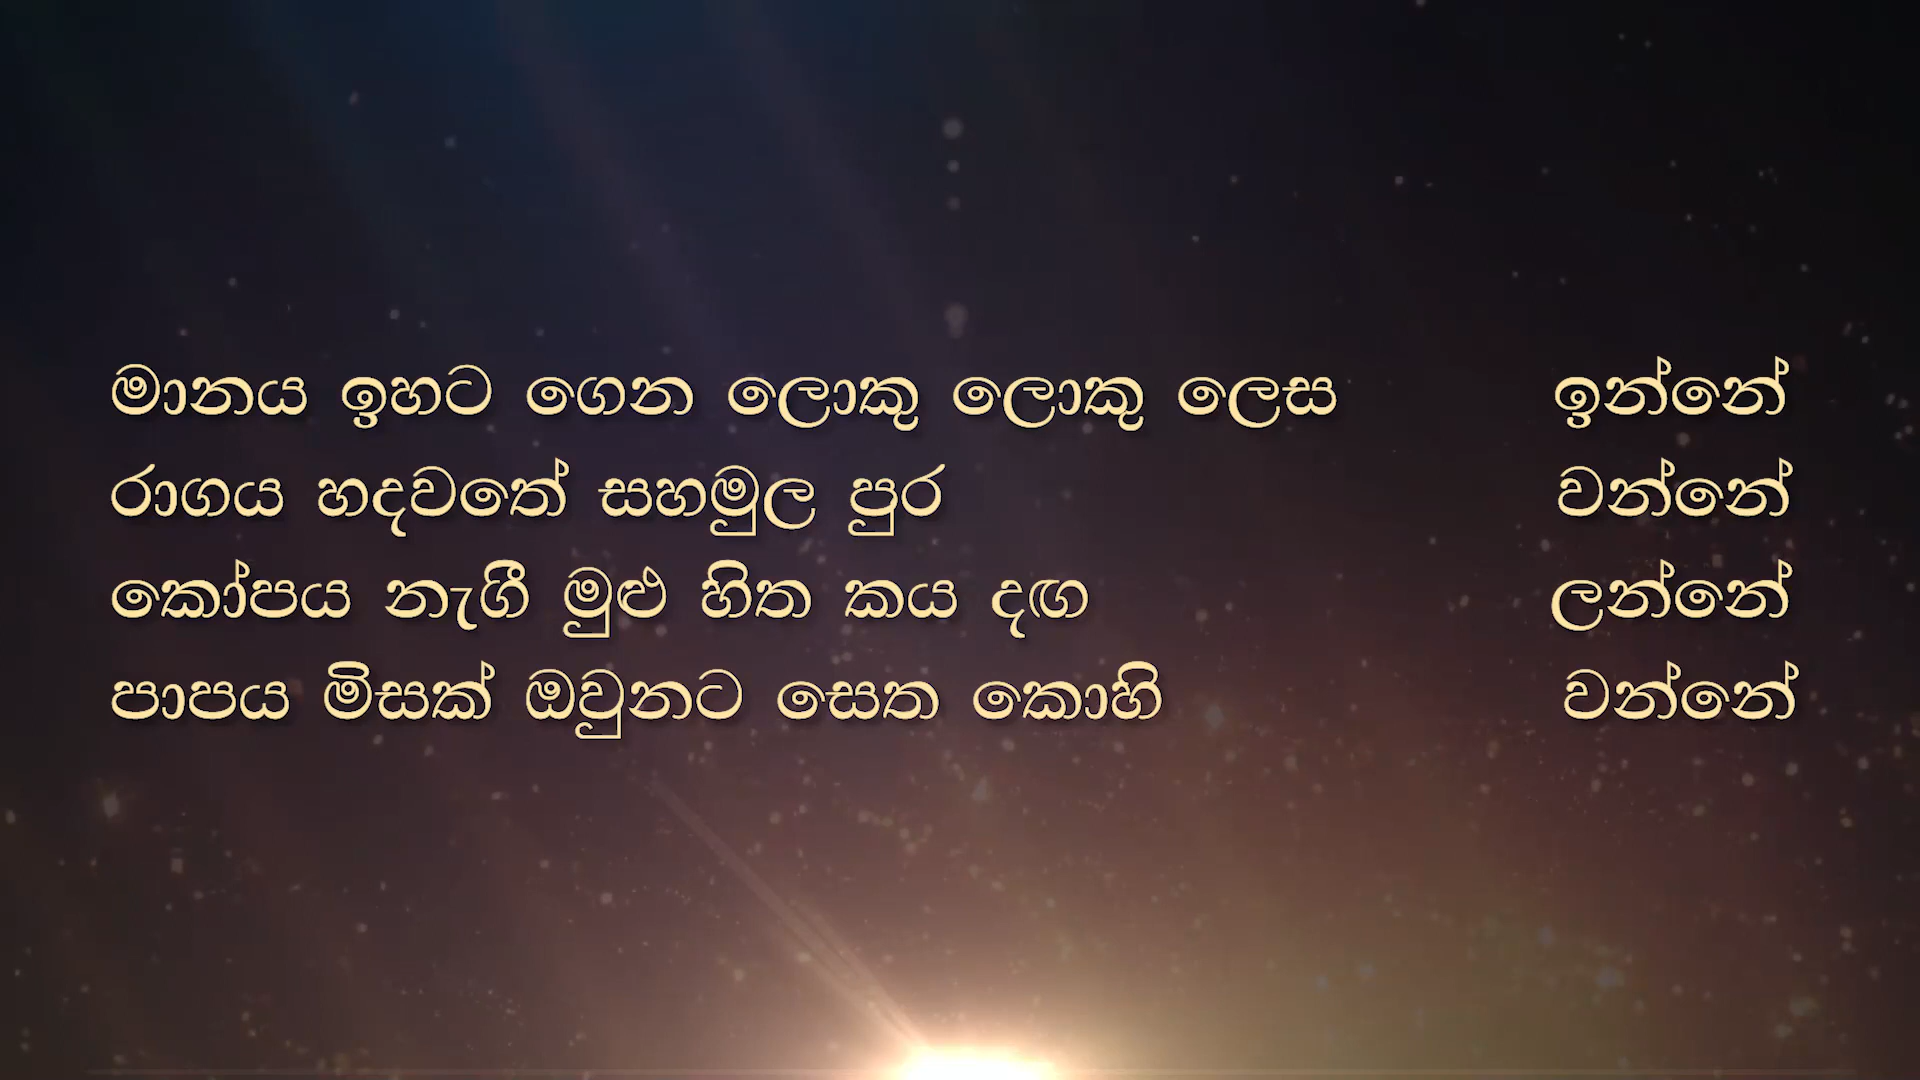 මානය ඉහට ගෙන ලොකු ලොකු ලෙස ඉන්නේ
රාගය හදවතේ සහමුල පුර වන්නේ
කෝපය නැගී මුළු හිත කය දඟ ලන්නේ
පාපය මිසක් ඔවුනට සෙත කොහි වන්නේ